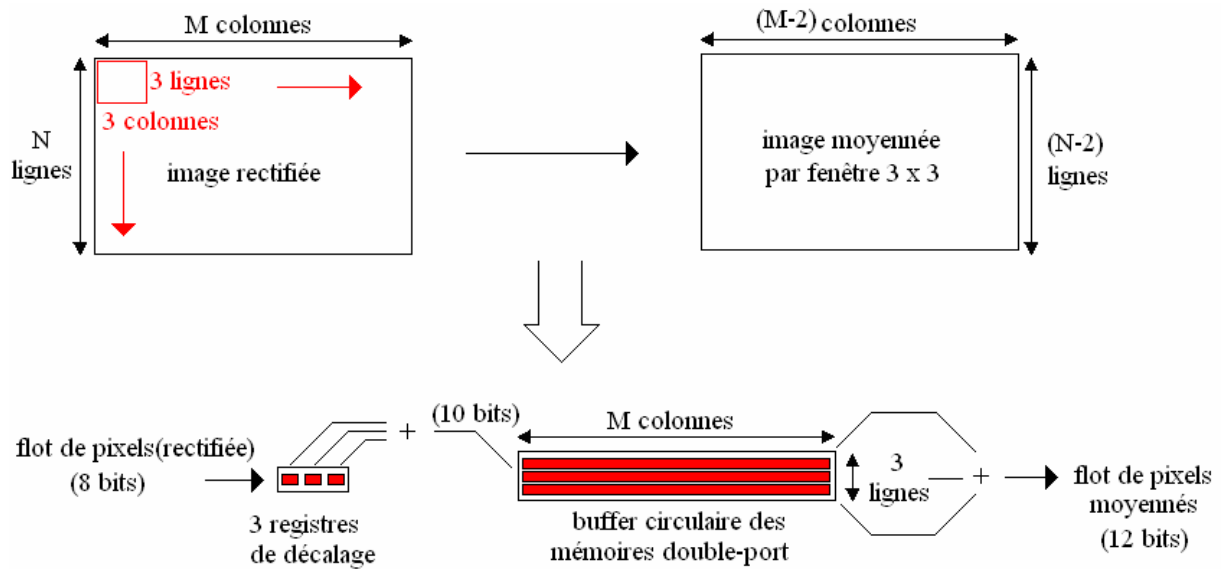 M colonnes
(M-2) colonnes
3 lignes
3 colonnes
N
lignes
image rectifiée
image moyennée
par fenêtre 3 x 3
(N-2)
lignes
flot de pixels(rectifiée)
(8 bits)
+
(10 bits)
M colonnes
3
lignes
+
flot de pixels
moyennés
(12 bits)
3 registres
de décalage
buffer circulaire des
mémoires double-port